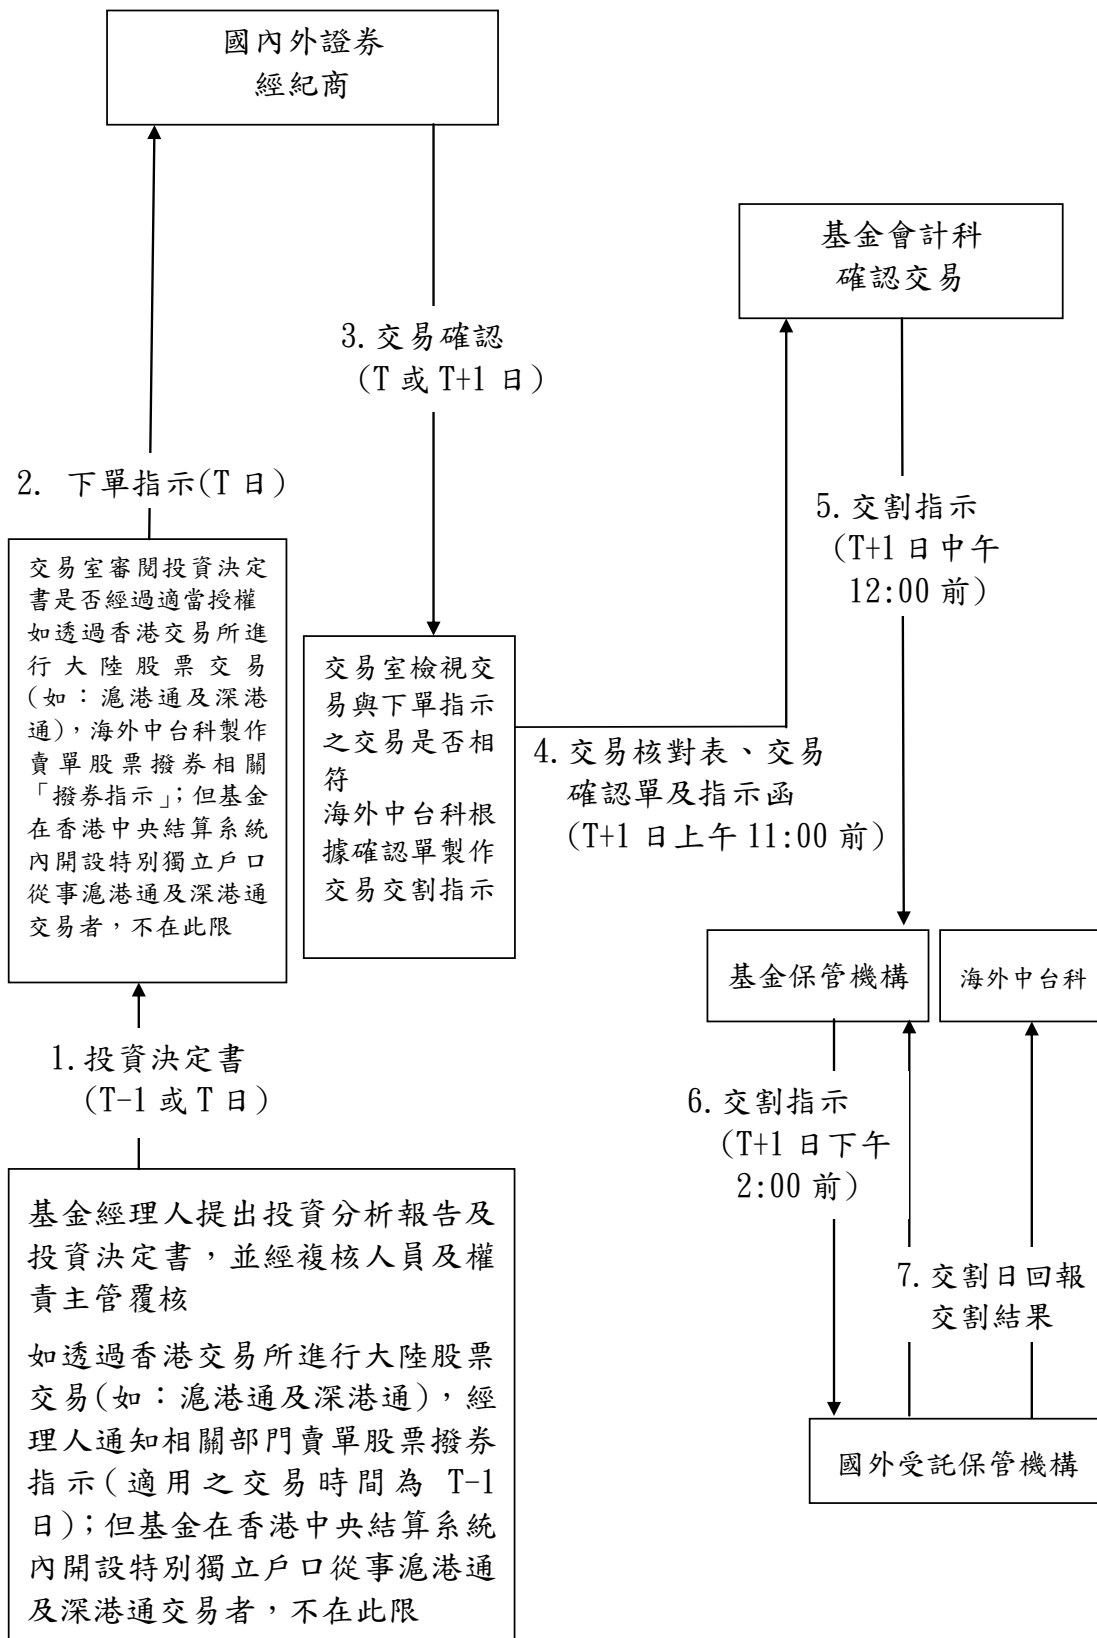 國內外證券
經紀商
基金會計科
確認交易
3.交易確認
(T 或 T+1 日)
2. 下單指示(T 日)
5.交割指示
(T+1 日中午
12:00 前)
交易室審閱投資決定
書是否經過適當授權
如透過香港交易所進
行大陸股票交易
(如：滬港通及深港
通)，海外中台科製作
賣單股票撥券相關
「撥券指示」；但基金
在香港中央結算系統
內開設特別獨立戶口
從事滬港通及深港通
交易者，不在此限
交易室檢視交
易與下單指示
之交易是否相
符
海外中台科根
據確認單製作
交易交割指示
4.交易核對表、交易
確認單及指示函
(T+1 日上午 11:00 前)
基金保管機構
海外中台科
1.投資決定書
(T-1 或 T 日)
6.交割指示
(T+1 日下午
2:00 前)
基金經理人提出投資分析報告及
投資決定書，並經複核人員及權
責主管覆核
如透過香港交易所進行大陸股票
交易(如：滬港通及深港通)，經
理人通知相關部門賣單股票撥券
指示(適用之交易時間為 T-1
日)；但基金在香港中央結算系統
內開設特別獨立戶口從事滬港通
及深港通交易者，不在此限
7.交割日回報
交割結果
國外受託保管機構